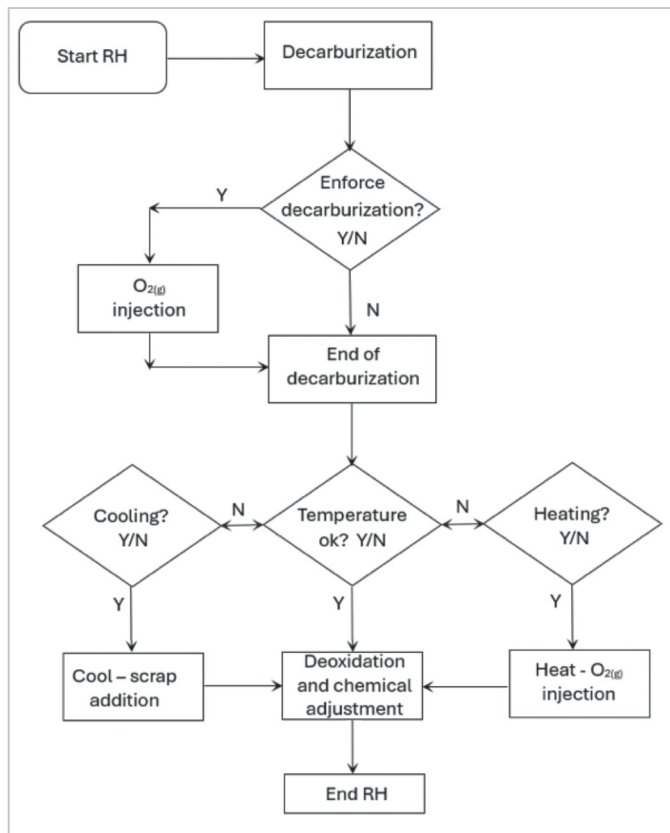 Start RH
Decarburization
Enforce
decarburization?
Y/N
Y
O₂(g)
injection
N
End of
decarburization
Cooling?
Y/N
N
Temperature
ok? Y/N
N
Heating?
Y/N
Y
Y
Y
Cool – scrap
addition
Deoxidation
and chemical
adjustment
Heat - O₂(g)
injection
End RH